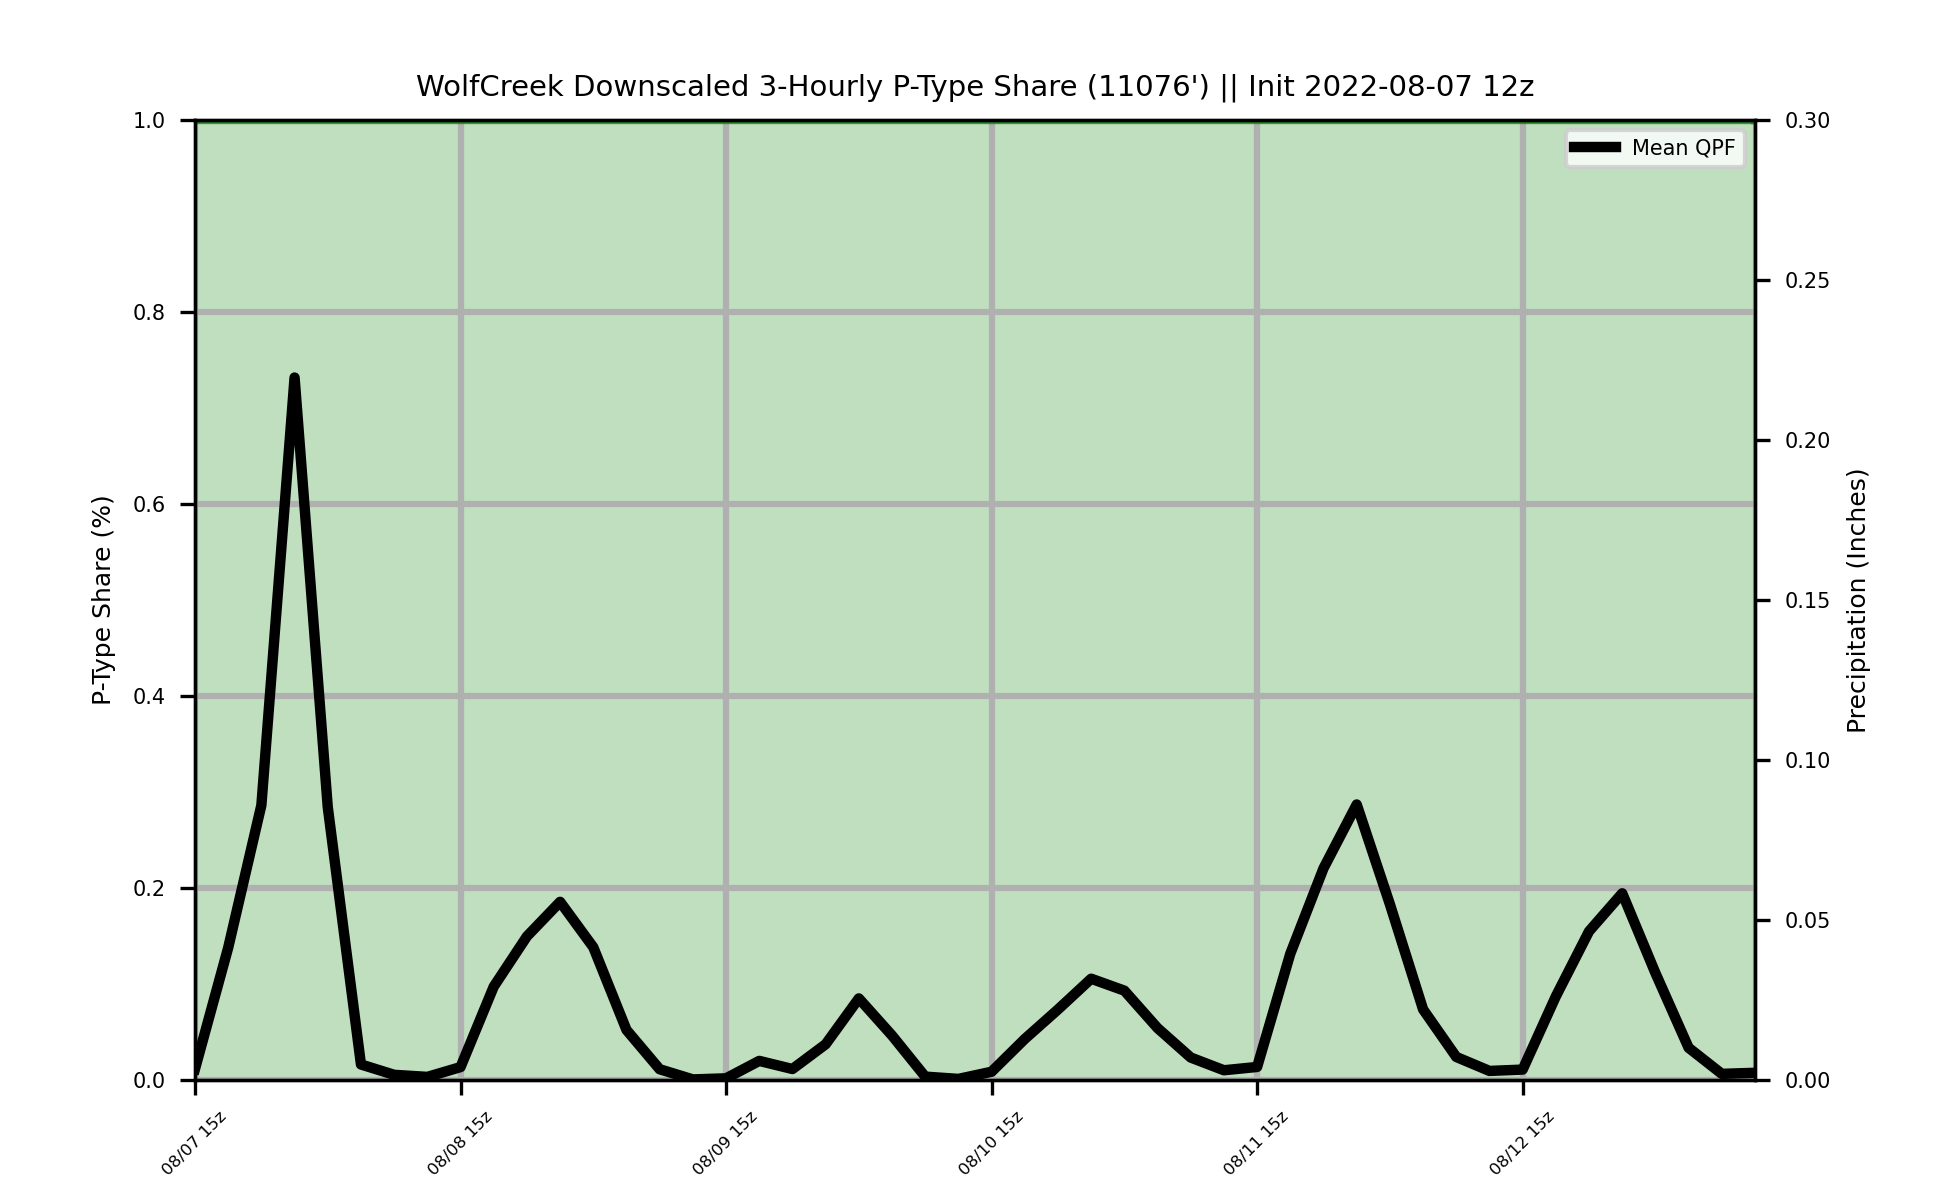 WolfCreek Downscaled 3-Hourly P-Type Share (11076') || Init 2022-08-07 12z
Mean QPF
P-Type Share (%)
1.0
0.8
0.6
0.4
0.2
0.0
0.30
0.25
0.20
0.15
0.10
0.05
0.00
Precipitation (Inches)
08/07 15z
08/08 15z
08/09 15z
08/10 15z
08/11 15z
08/12 15z